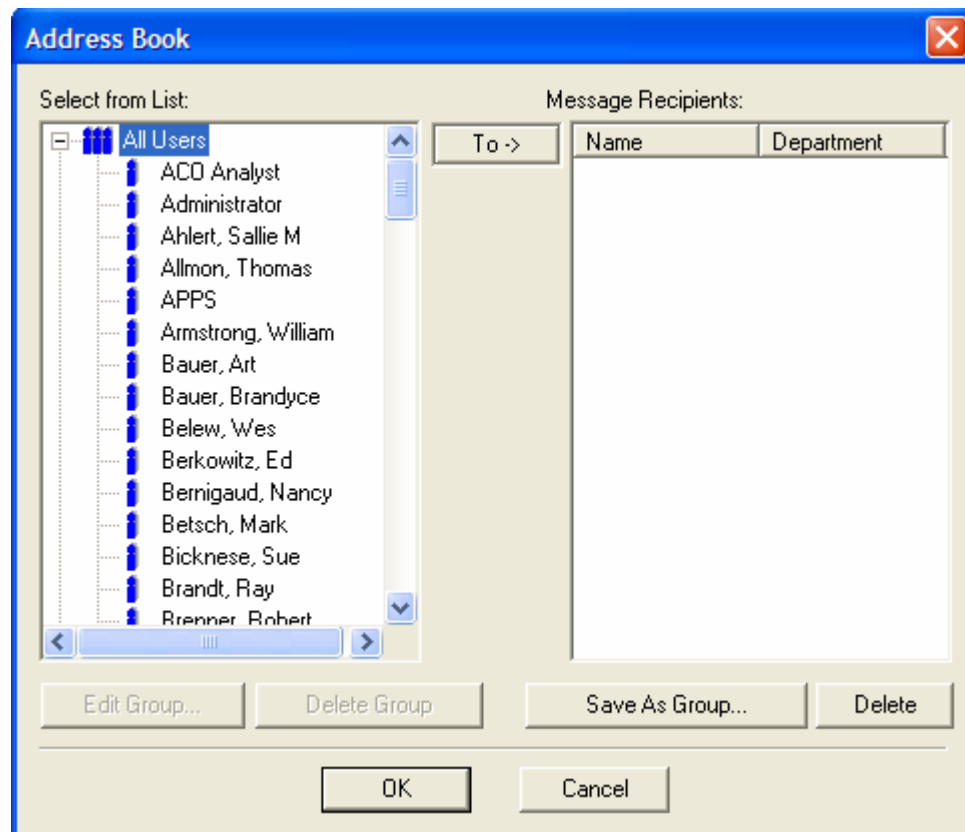 Address Book
Select from List:
Message Recipients:
All Users
To ->
Name
Department
ACO Analyst
Administrator
Ahlert, Sallie M
Allmon, Thomas
APPS
Armstrong, William
Bauer, Art
Bauer, Brandyce
Belew, Wes
Berkowitz, Ed
Bernigaud, Nancy
Betsch, Mark
Bicknese, Sue
Brandt, Ray
Brenner, Robert
Edit Group...
Delete Group
Save As Group...
Delete
OK
Cancel